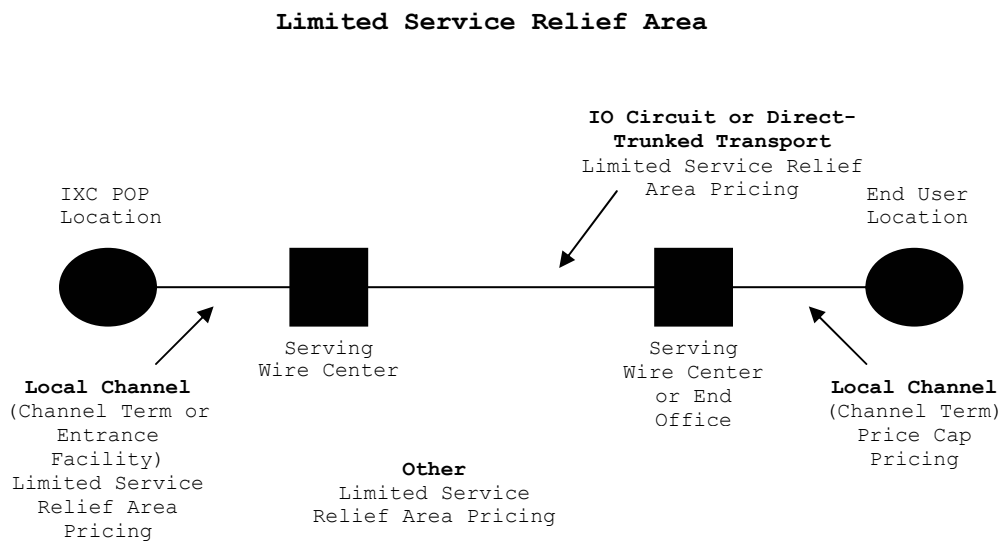 Limited Service Relief Area
IO Circuit or Direct-
Trunked Transport
Limited Service Relief
Area Pricing
IXC POP
Location
End User
Location
Serving
Wire Center
Serving
Wire Center
or End
Office
Local Channel
(Channel Term or
Entrance
Facility)
Limited Service
Relief Area
Pricing
Other
Limited Service
Relief Area Pricing
Local Channel
(Channel Term)
Price Cap
Pricing